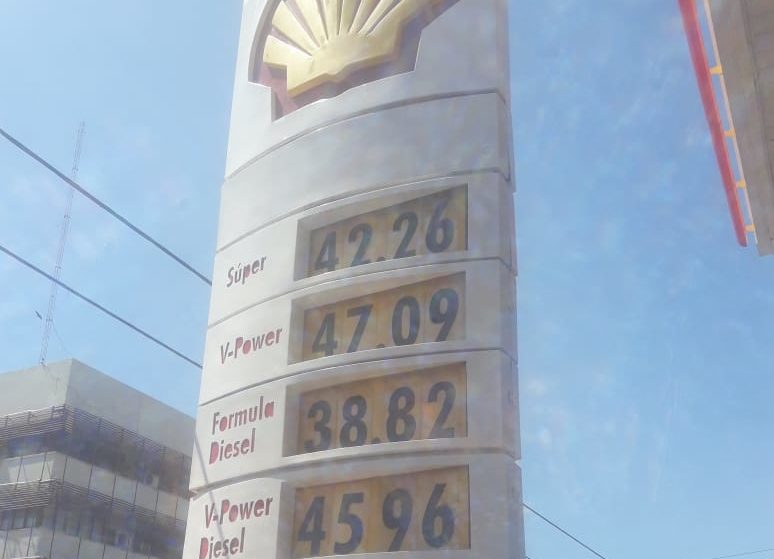 Súper 42.26
V-Power 47.09
Formula
Diesel 38.82
V-Power
Diesel 4596